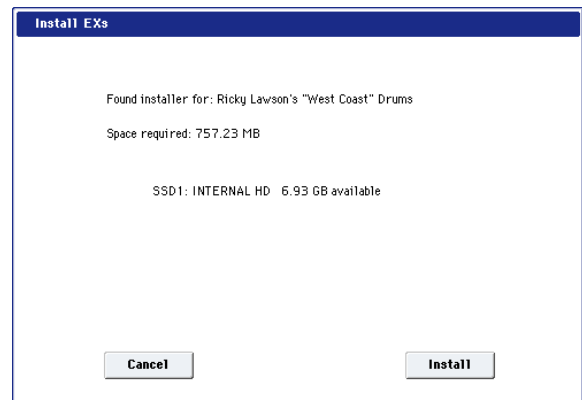 Install EXs
Found installer for: Ricky Lawson's "West Coast" Drums
Space required: 757.23 MB
SSD1: INTERNAL HD 6.93 GB available
Cancel Install